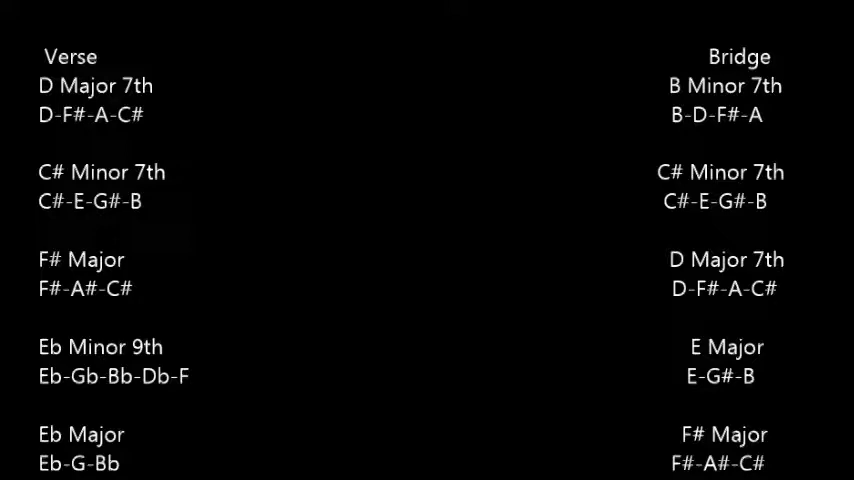 Verse
D Major 7th
D-F#-A-C#
C# Minor 7th
C#-E-G#-B
F# Major
F#-A#-C#
Eb Minor 9th
Eb-Gb-Bb-Db-F
Eb Major
Eb-G-Bb
Bridge
B Minor 7th
B-D-F#-A
C# Minor 7th
C#-E-G#-B
D Major 7th
D-F#-A-C#
E Major
E-G#-B
F# Major
F#-A#-C#